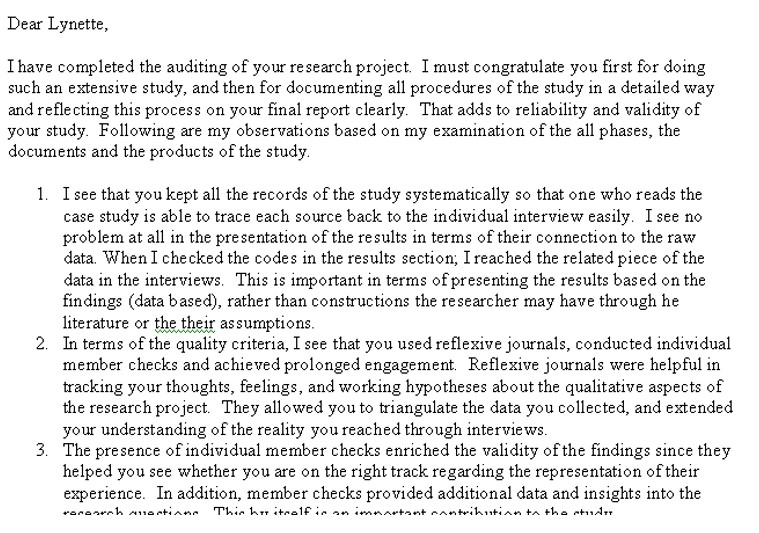 Dear Lynette,
I have completed the auditing of your research project. I must congratulate you first for doing
such an extensive study, and then for documenting all procedures of the study in a detailed way
and reflecting this process on your final report clearly. That adds to reliability and validity of
your study. Following are my observations based on my examination of the all phases, the
documents and the products of the study.
1. I see that you kept all the records of the study systematically so that one who reads the
case study is able to trace each source back to the individual interview easily. I see no
problem at all in the presentation of the results in terms of their connection to the raw
data. When I checked the codes in the results section; I reached the related piece of the
data in the interviews. This is important in terms of presenting the results based on the
findings (data based), rather than constructions the researcher may have through he
literature or the their assumptions.
2. In terms of the quality criteria, I see that you used reflexive journals, conducted individual
member checks and achieved prolonged engagement. Reflexive journals were helpful in
tracking your thoughts, feelings, and working hypotheses about the qualitative aspects of
the research project. They allowed you to triangulate the data you collected, and extended
your understanding of the reality you reached through interviews.
3. The presence of individual member checks enriched the validity of the findings since they
helped you see whether you are on the right track regarding the representation of their
experience. In addition, member checks provided additional data and insights into the
research questions. This by itself is an important contribution to the study.